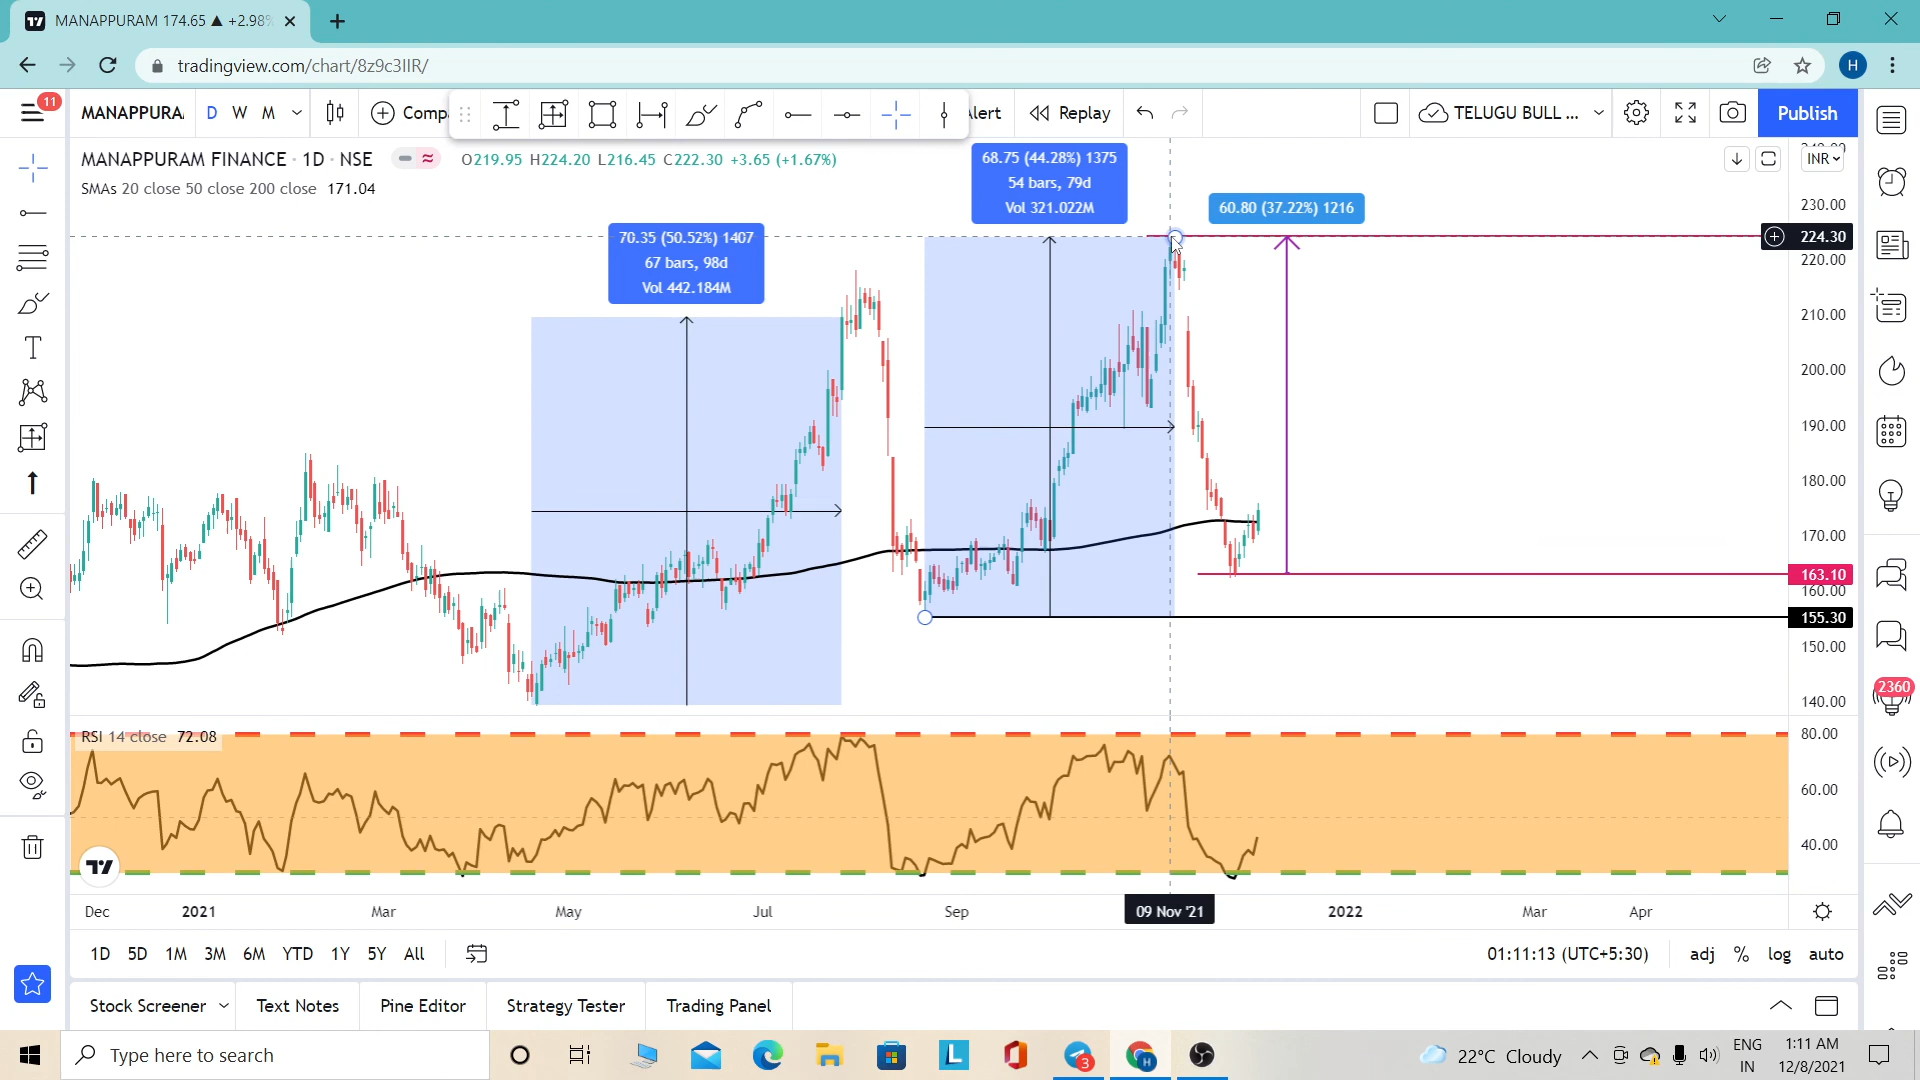 MANAPPURAM 174.65 ▲ +2.98%
tradingview.com/chart/8z9c3IIR/
H
11
MANAPPURA
D W M
Comp
Alert
Replay
TELUGU BULL ...
Publish
MANAPPURAM FINANCE · 1D · NSE
O219.95 H224.20 L216.45 C222.30 +3.65 (+1.67%)
SMAs 20 close 50 close 200 close 171.04
INR
68.75 (44.28%) 1375
54 bars, 79d
Vol 321.022M
60.80 (37.22%) 1216
70.35 (50.52%) 1407
67 bars, 98d
Vol 442.184M
230.00
224.30
220.00
210.00
200.00
190.00
180.00
170.00
163.10
160.00
155.30
150.00
140.00
2360
RSI 14 close 72.08
80.00
60.00
40.00
Dec 2021 Mar May Jul Sep 09 Nov '21 2022 Mar Apr
1D 5D 1M 3M 6M YTD 1Y 5Y All
01:11:13 (UTC+5:30) adj % log auto
Stock Screener Text Notes Pine Editor Strategy Tester Trading Panel
Type here to search
L
3
H
22°C Cloudy
ENG
IN
1:11 AM
12/8/2021